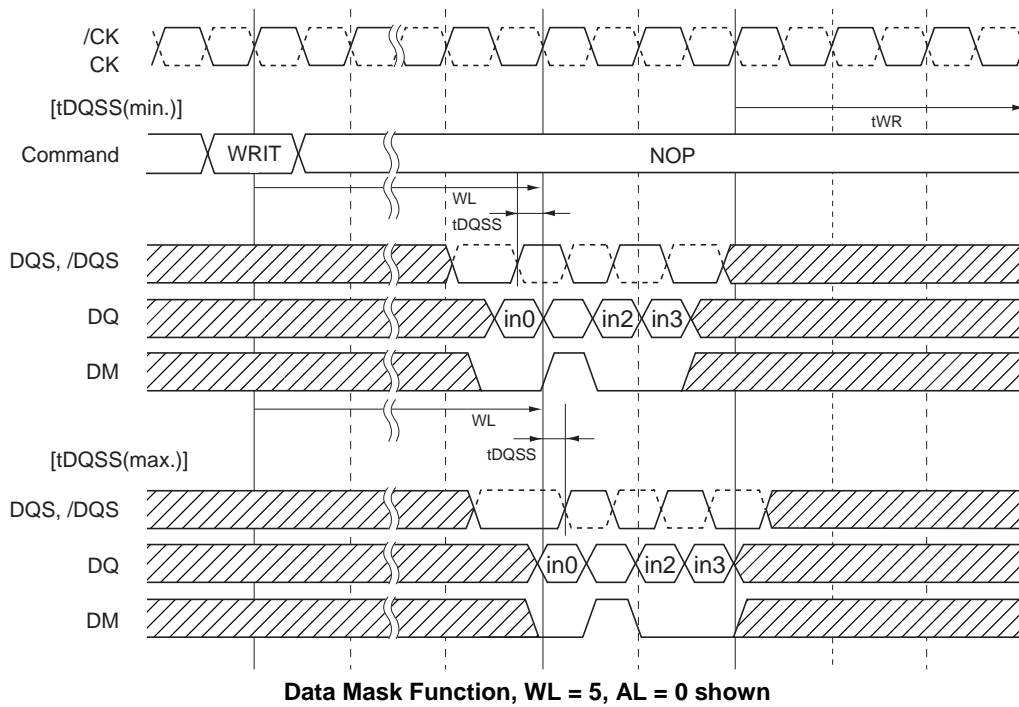 /CK
CK
[tDQSS(min.)]
tWR
Command
WRIT
NOP
WL
tDQSS
DQS, /DQS
DQ
in0
in2
in3
DM
WL
tDQSS
[tDQSS(max.)]
DQS, /DQS
DQ
in0
in2
in3
DM
Data Mask Function, WL = 5, AL = 0 shown